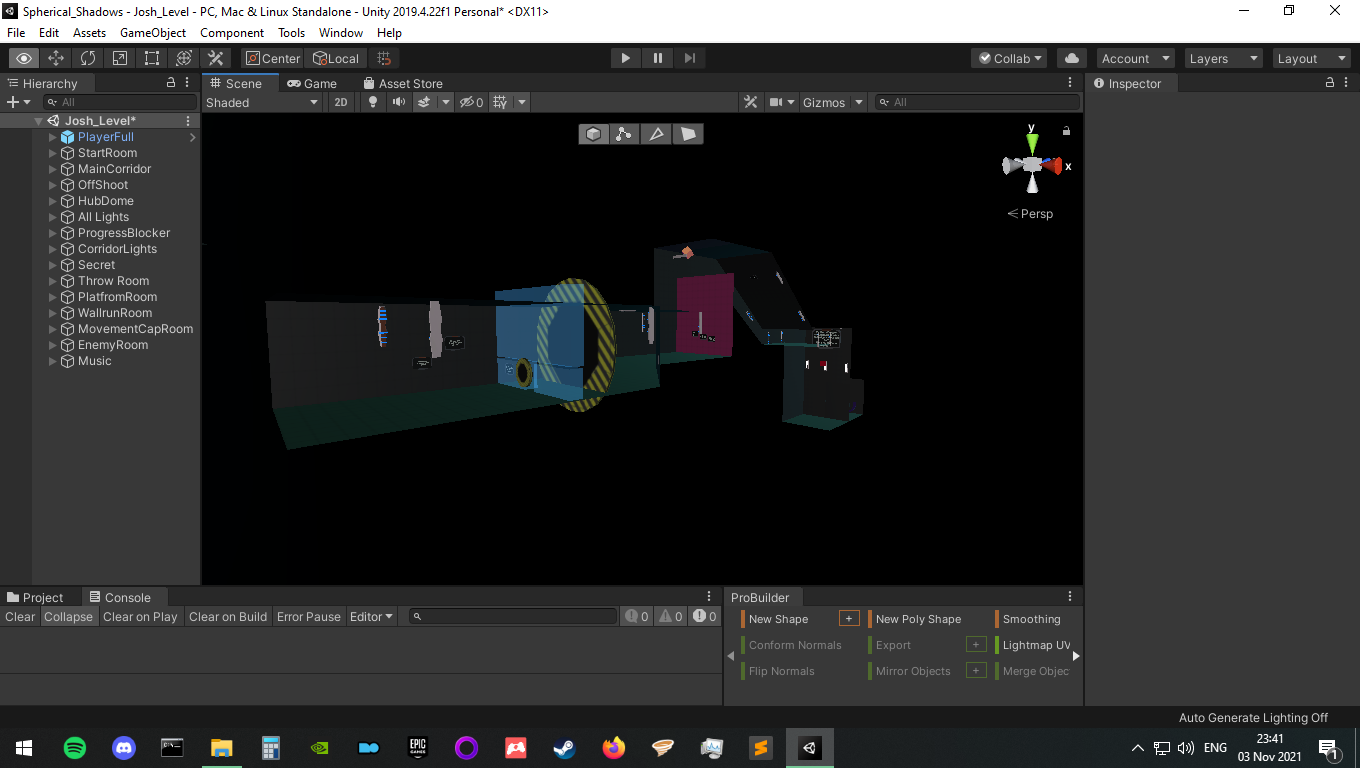 Spherical_Shadows - Josh_Level - PC, Mac & Linux Standalone - Unity 2019.4.22f1 Personal* <DX11>
File Edit Assets GameObject Component Tools Window Help
Center Local Collab Account Layers Layout
Hierarchy Scene Game Asset Store Inspector
All Shaded 2D 0 Gizmos All
Josh_Level*
PlayerFull
StartRoom
MainCorridor
OffShoot
HubDome
All Lights
ProgressBlocker
CorridorLights
Secret
Throw Room
PlatfromRoom
WallrunRoom
MovementCapRoom
EnemyRoom
Music
y
x
Persp
Project Console ProBuilder
Clear Collapse Clear on Play Clear on Build Error Pause Editor 0 0 0
New Shape + New Poly Shape Smoothing
Conform Normals Export + Lightmap UV
Flip Normals Mirror Objects + Merge Objec
Auto Generate Lighting Off
EPIC GAMES
ENG
23:41
03 Nov 2021
1